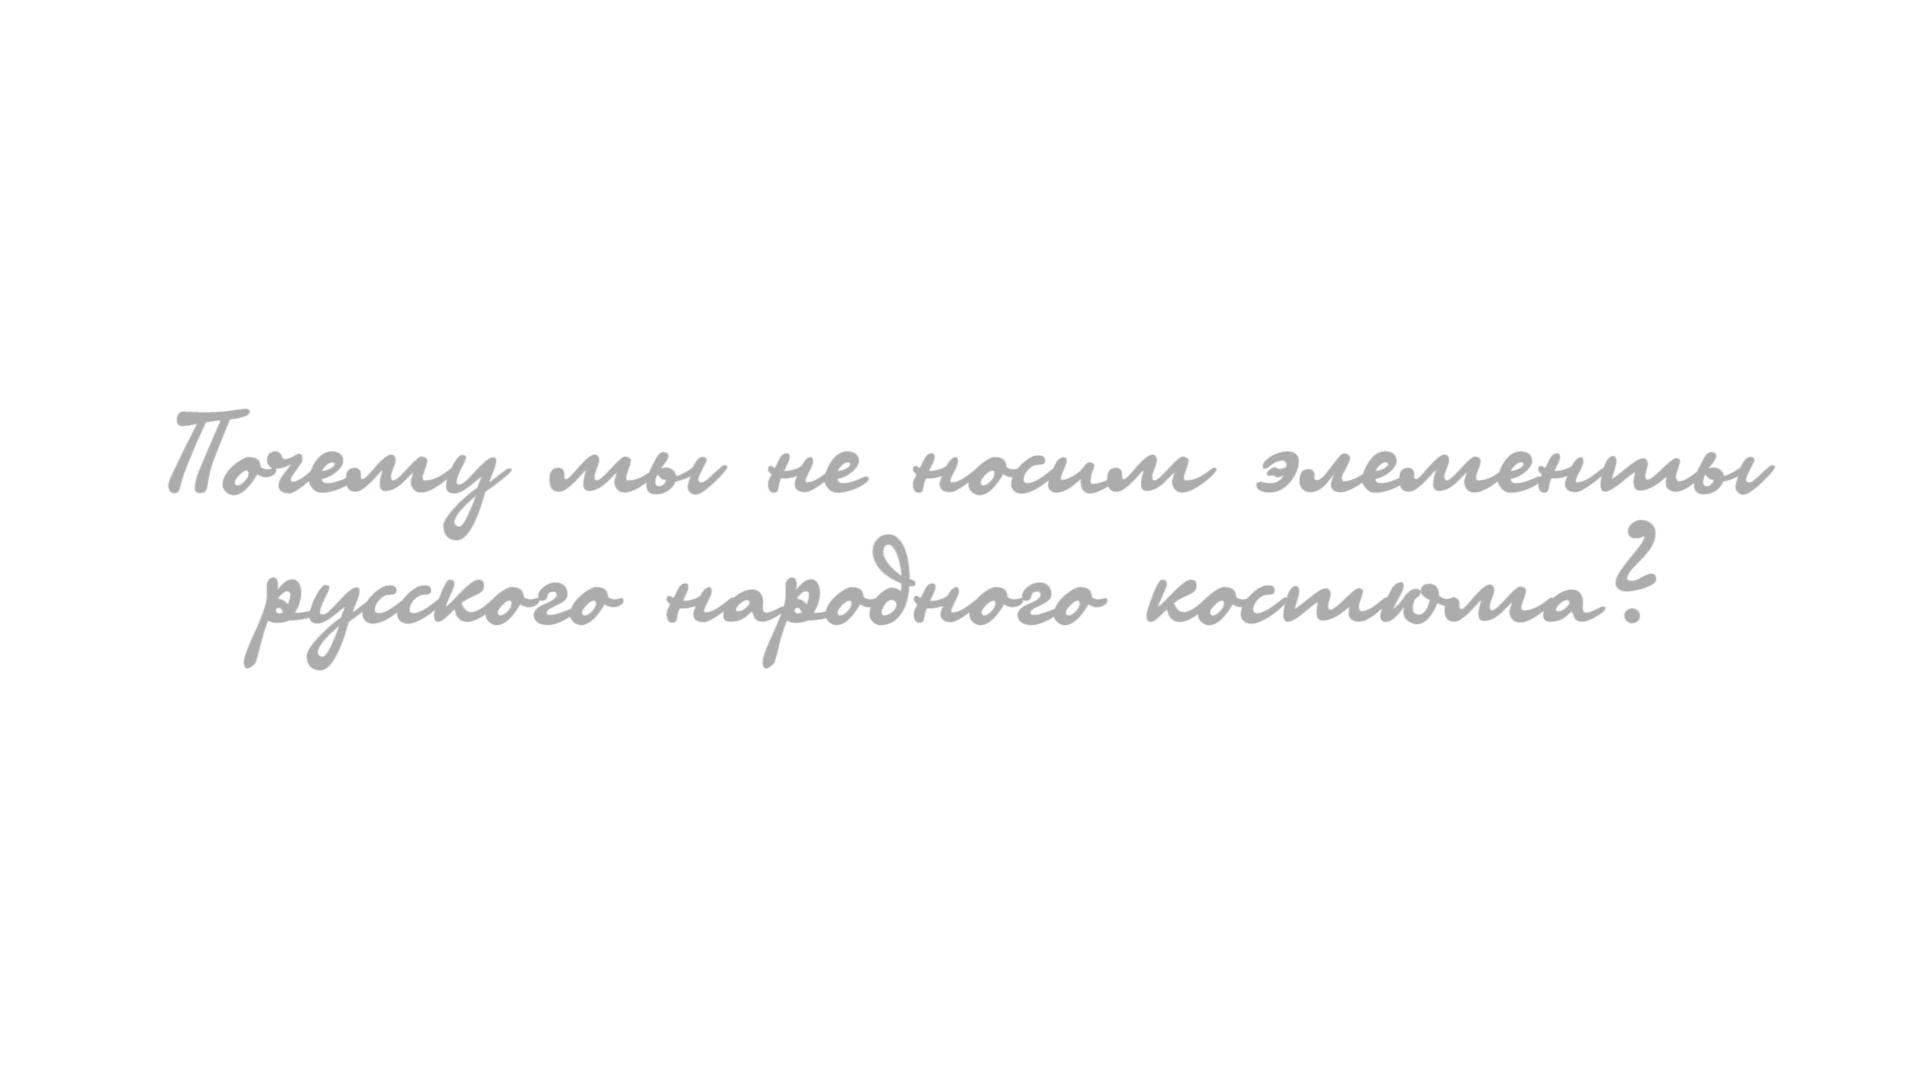 Почему мы не носим элементы
русского народного костюма?